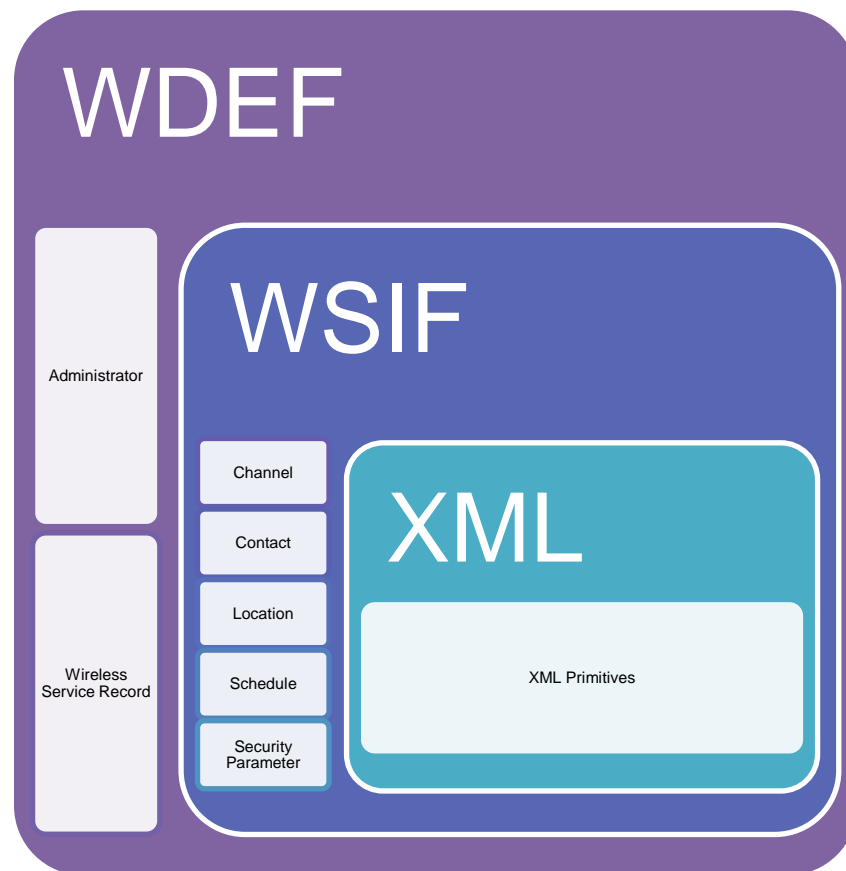 WDEF
Administrator
Wireless
Service Record
WSIF
Channel
Contact
Location
Schedule
Security
Parameter
XML
XML Primitives